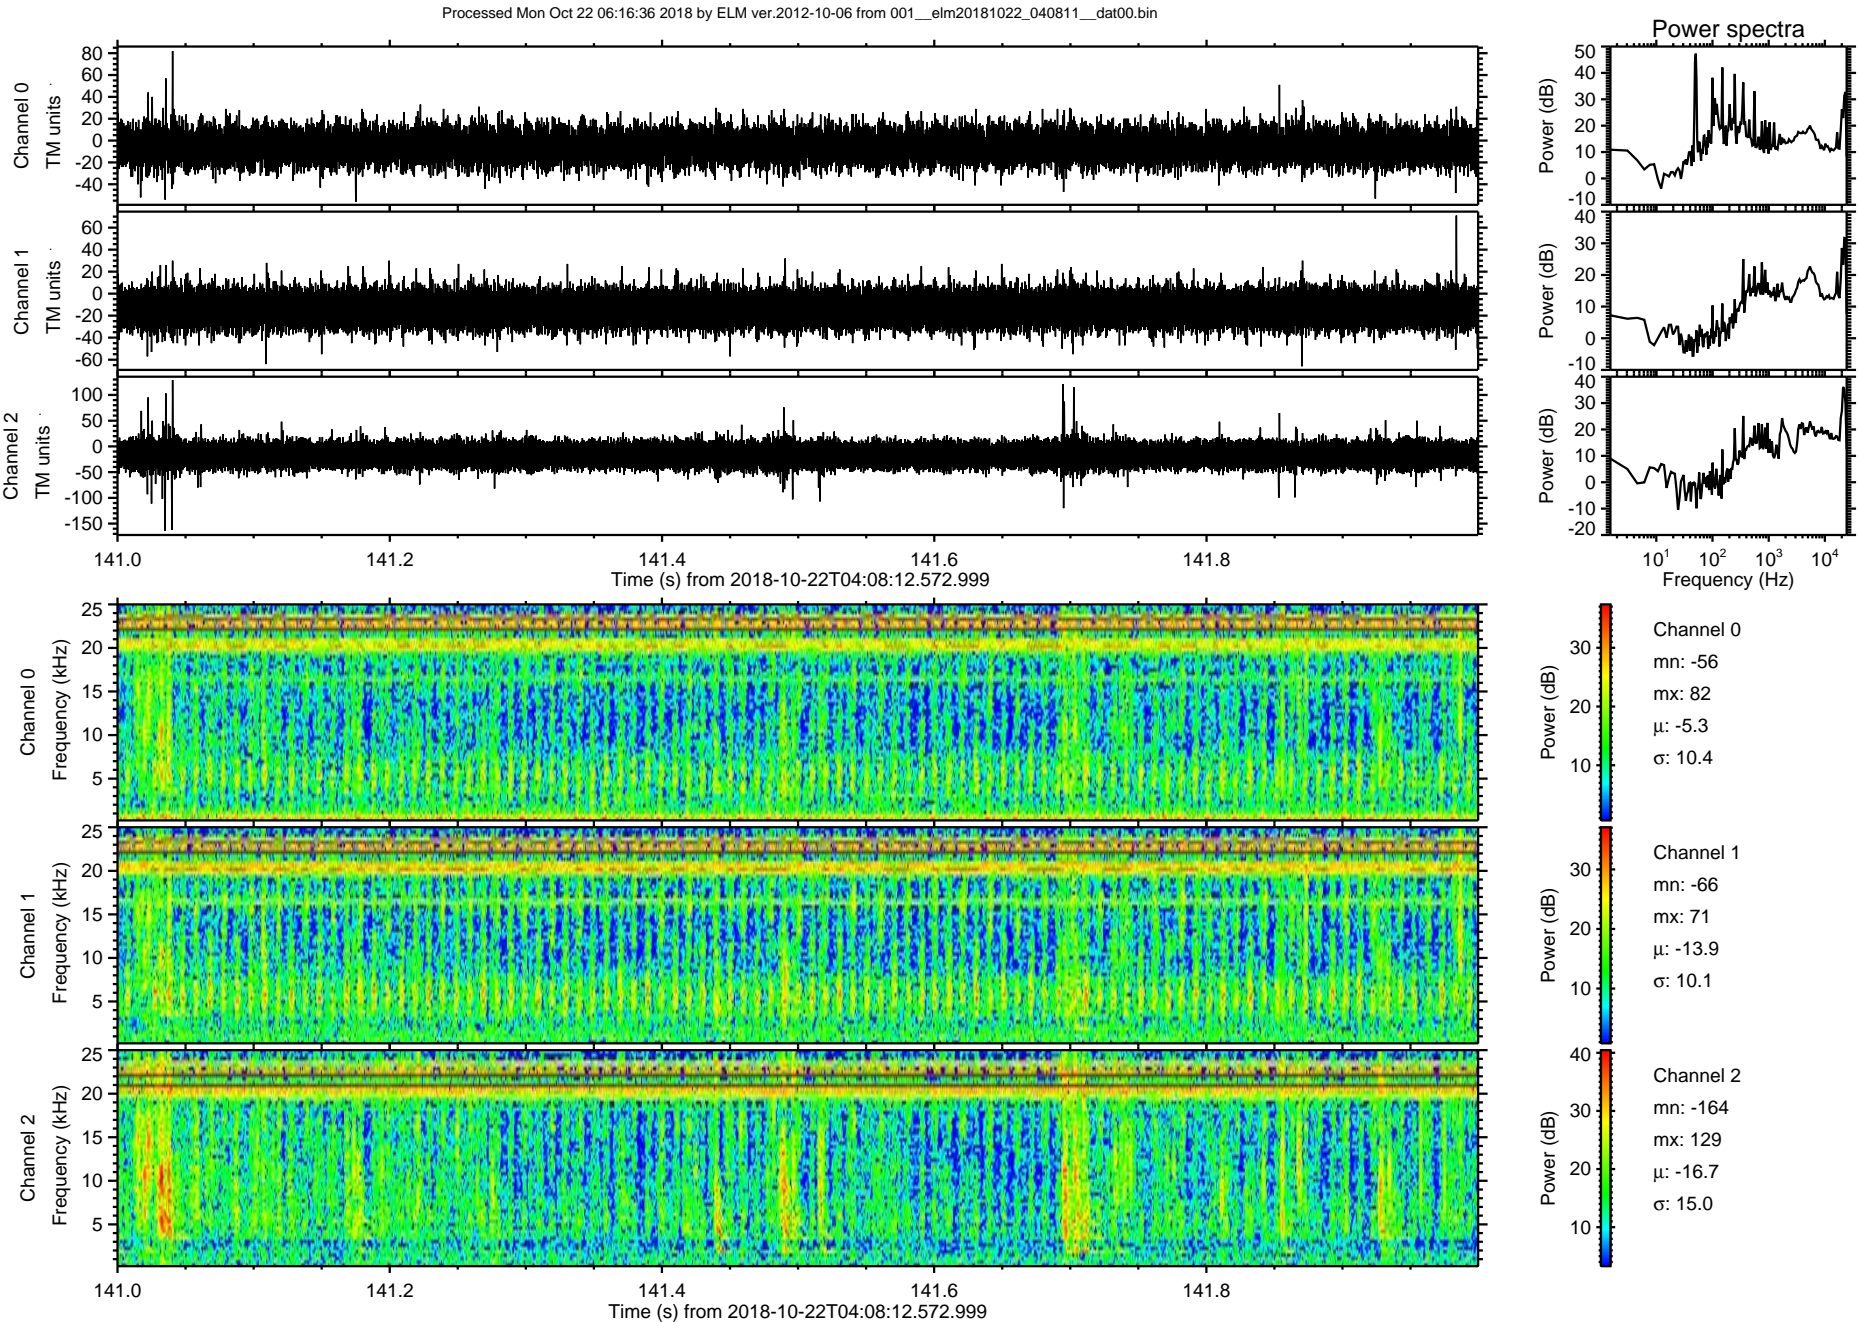 Processed Mon Oct 22 06:16:36 2018 by ELM ver.2012-10-06 from 001__elm20181022_040811__dat00.bin
Power spectra
Channel 0
TM units
80
60
40
20
0
-20
-40
Power (dB)
50
40
30
20
10
0
-10
Channel 1
TM units
60
40
20
0
-20
-40
-60
Power (dB)
40
30
20
10
0
-10
Channel 2
TM units
100
50
0
-50
-100
-150
Power (dB)
40
30
20
10
0
-10
-20
141.0 141.2 141.4 141.6 141.8
Time (s) from 2018-10-22T04:08:12.572.999
10¹ 10² 10³ 10⁴
Frequency (Hz)
Channel 0
Frequency (kHz)
25
20
15
10
5
Power (dB)
30
20
10
Channel 0
mn: -56
mx: 82
μ: -5.3
σ: 10.4
Channel 1
Frequency (kHz)
25
20
15
10
5
Power (dB)
30
20
10
Channel 1
mn: -66
mx: 71
μ: -13.9
σ: 10.1
Channel 2
Frequency (kHz)
25
20
15
10
5
Power (dB)
40
30
20
10
Channel 2
mn: -164
mx: 129
μ: -16.7
σ: 15.0
141.0 141.2 141.4 141.6 141.8
Time (s) from 2018-10-22T04:08:12.572.999